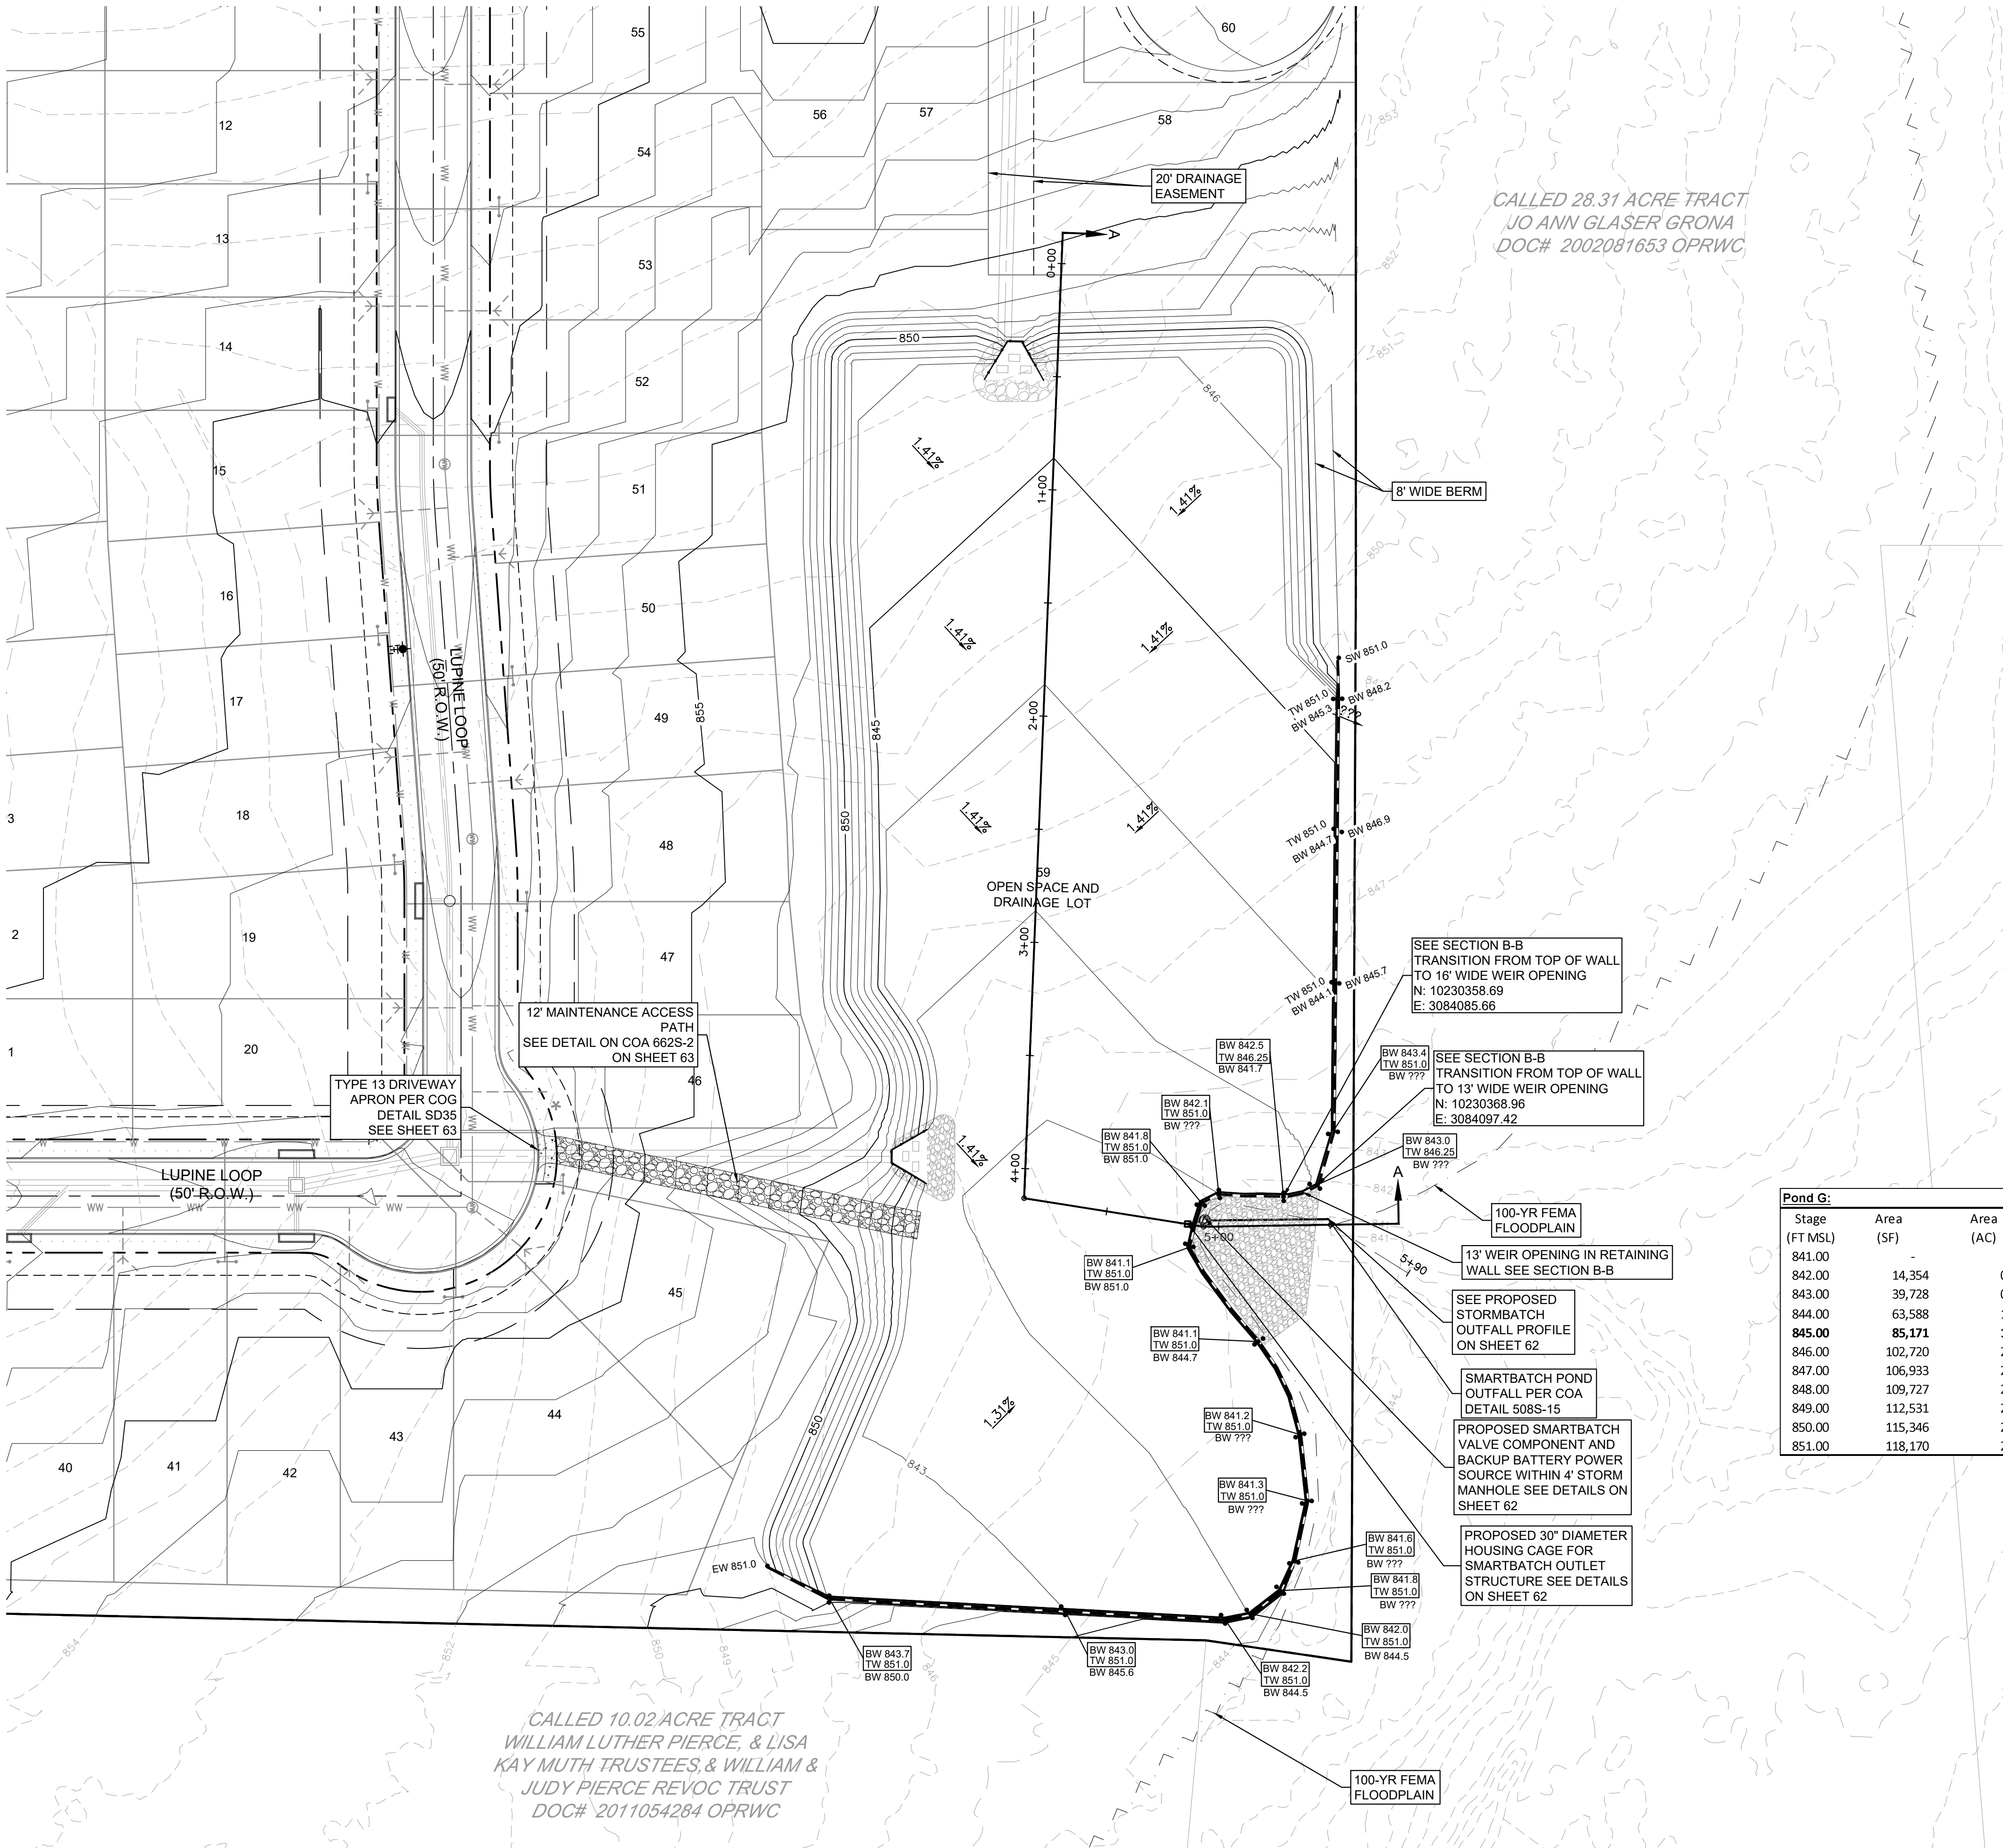 55
60
12
56
57
58
54
853
20' DRAINAGE
EASEMENT
CALLED 28.31 ACRE TRACT
JO ANN GLASER GRONA
DOC# 2002081653 OPRWC
13
53
A
0+00
852
14
850
851
52
846
15
1.41%
51
1+00
1.41%
8' WIDE BERM
850
16
50
1.41%
1.41%
LUPINE LOOP
(50' R.O.W.)
SW 851.0
17
49
855
845
2+00
TW 851.0
BW 845.3
BW 848.2
3
18
850
1.41%
1.41%
48
TW 851.0
BW 844.7
BW 846.9
59
OPEN SPACE AND
DRAINAGE LOT
847
2
19
47
3+00
SEE SECTION B-B
TRANSITION FROM TOP OF WALL
TO 16' WIDE WEIR OPENING
N: 10230358.69
E: 3084085.66
TW 851.0
BW 844.1
BW 845.7
12' MAINTENANCE ACCESS
PATH
SEE DETAIL ON COA 662S-2
ON SHEET 63
1
20
46
BW 842.5
TW 846.25
BW 841.7
BW 843.4
TW 851.0
BW ???
SEE SECTION B-B
TRANSITION FROM TOP OF WALL
TO 13' WIDE WEIR OPENING
N: 10230368.96
E: 3084097.42
TYPE 13 DRIVEWAY
APRON PER COG
DETAIL SD35
SEE SHEET 63
BW 842.1
TW 851.0
BW ???
BW 841.8
TW 851.0
BW 851.0
1.41%
BW 843.0
TW 846.25
BW ???
843
842
A
4+00
LUPINE LOOP
(50' R.O.W.)
WW WW WW WW
100-YR FEMA
FLOODPLAIN
5+00
841
5+90
13' WEIR OPENING IN RETAINING
WALL SEE SECTION B-B
BW 841.1
TW 851.0
BW 851.0
45
SEE PROPOSED
STORMBATCH
OUTFALL PROFILE
ON SHEET 62
BW 841.1
TW 851.0
BW 844.7
SMARTBATCH POND
OUTFALL PER COA
DETAIL 508S-15
44
43
850
1.31%
BW 841.2
TW 851.0
BW ???
844
PROPOSED SMARTBATCH
VALVE COMPONENT AND
BACKUP BATTERY POWER
SOURCE WITHIN 4' STORM
MANHOLE SEE DETAILS ON
SHEET 62
40
41
42
843
BW 841.3
TW 851.0
BW ???
PROPOSED 30" DIAMETER
HOUSING CAGE FOR
SMARTBATCH OUTLET
STRUCTURE SEE DETAILS
ON SHEET 62
EW 851.0
BW 841.6
TW 851.0
BW ???
BW 841.8
TW 851.0
BW ???
BW 842.0
TW 851.0
BW 844.5
BW 843.7
TW 851.0
BW 850.0
BW 843.0
TW 851.0
BW 845.6
BW 842.2
TW 851.0
BW 844.5
854
852
850
849
846
845
844
CALLED 10.02 ACRE TRACT
WILLIAM LUTHER PIERCE, & LISA
KAY MUTH TRUSTEES,& WILLIAM &
JUDY PIERCE REVOC TRUST
DOC# 2011054284 OPRWC
100-YR FEMA
FLOODPLAIN
Pond G:
Stage Area Area
(FT MSL) (SF) (AC)
841.00 -
842.00 14,354
843.00 39,728
844.00 63,588
845.00 85,171
846.00 102,720
847.00 106,933
848.00 109,727
849.00 112,531
850.00 115,346
851.00 118,170